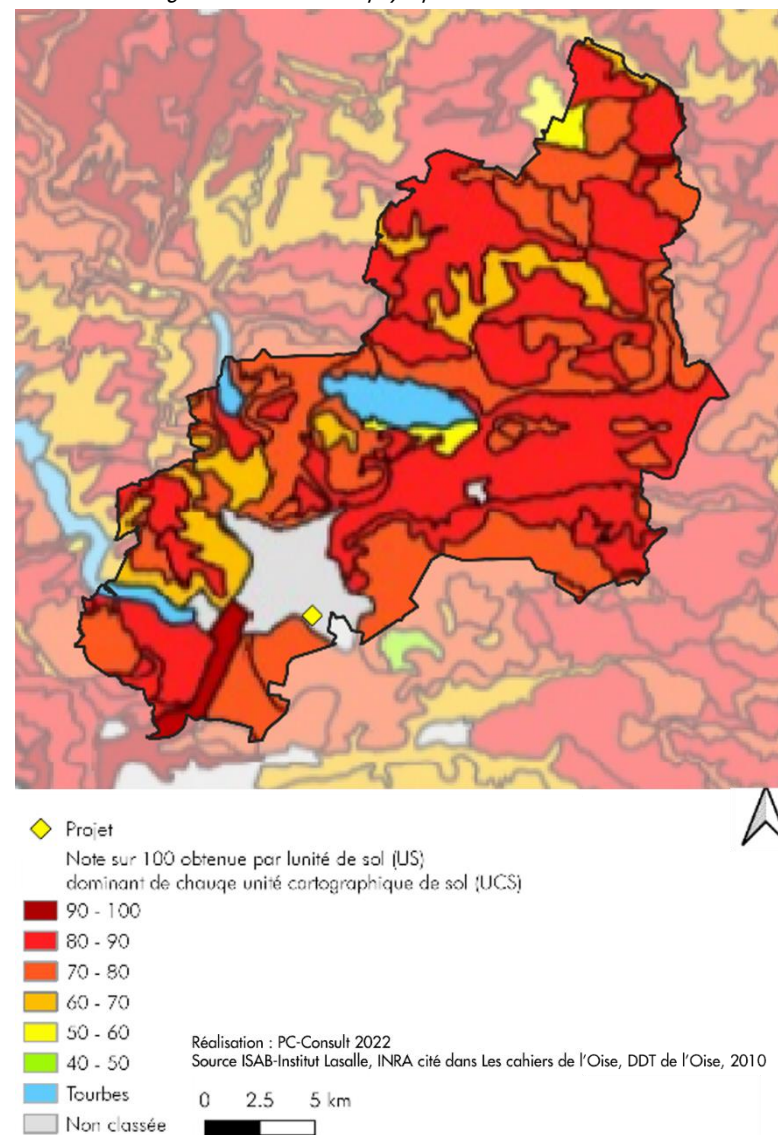 Projet
Note sur 100 obtenue par lunité de sol (US)
dominant de chauqe unité cartographique de sol (UCS)
90 - 100
80 - 90
70 - 80
60 - 70
50 - 60
40 - 50
Tourbes
Non classée
Réalisation : PC-Consult 2022
Source ISAB-Institut Lasalle, INRA cité dans Les cahiers de l'Oise, DDT de l'Oise, 2010
0 2.5 5 km